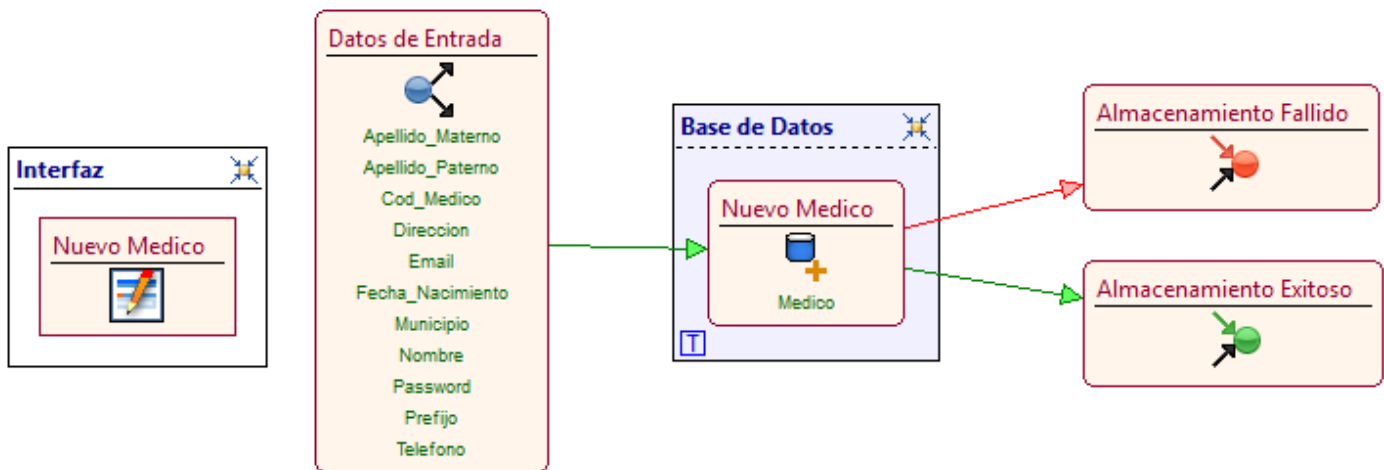 Interfaz
Nuevo Medico
Datos de Entrada
Apellido_Materno
Apellido_Paterno
Cod_Medico
Direccion
Email
Fecha_Nacimiento
Municipio
Nombre
Password
Prefijo
Telefono
Base de Datos
Nuevo Medico
Medico
T
Almacenamiento Fallido
Almacenamiento Exitoso